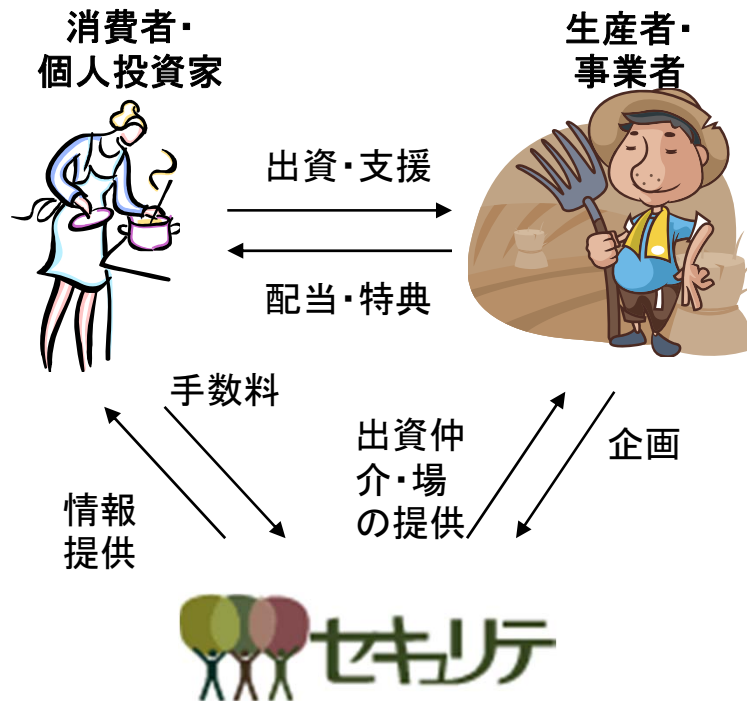 消費者・
個人投資家
生産者・
事業者
出資・支援
配当・特典
手数料
出資仲
介・場
の提供
企画
情報
提供
セキュリテ